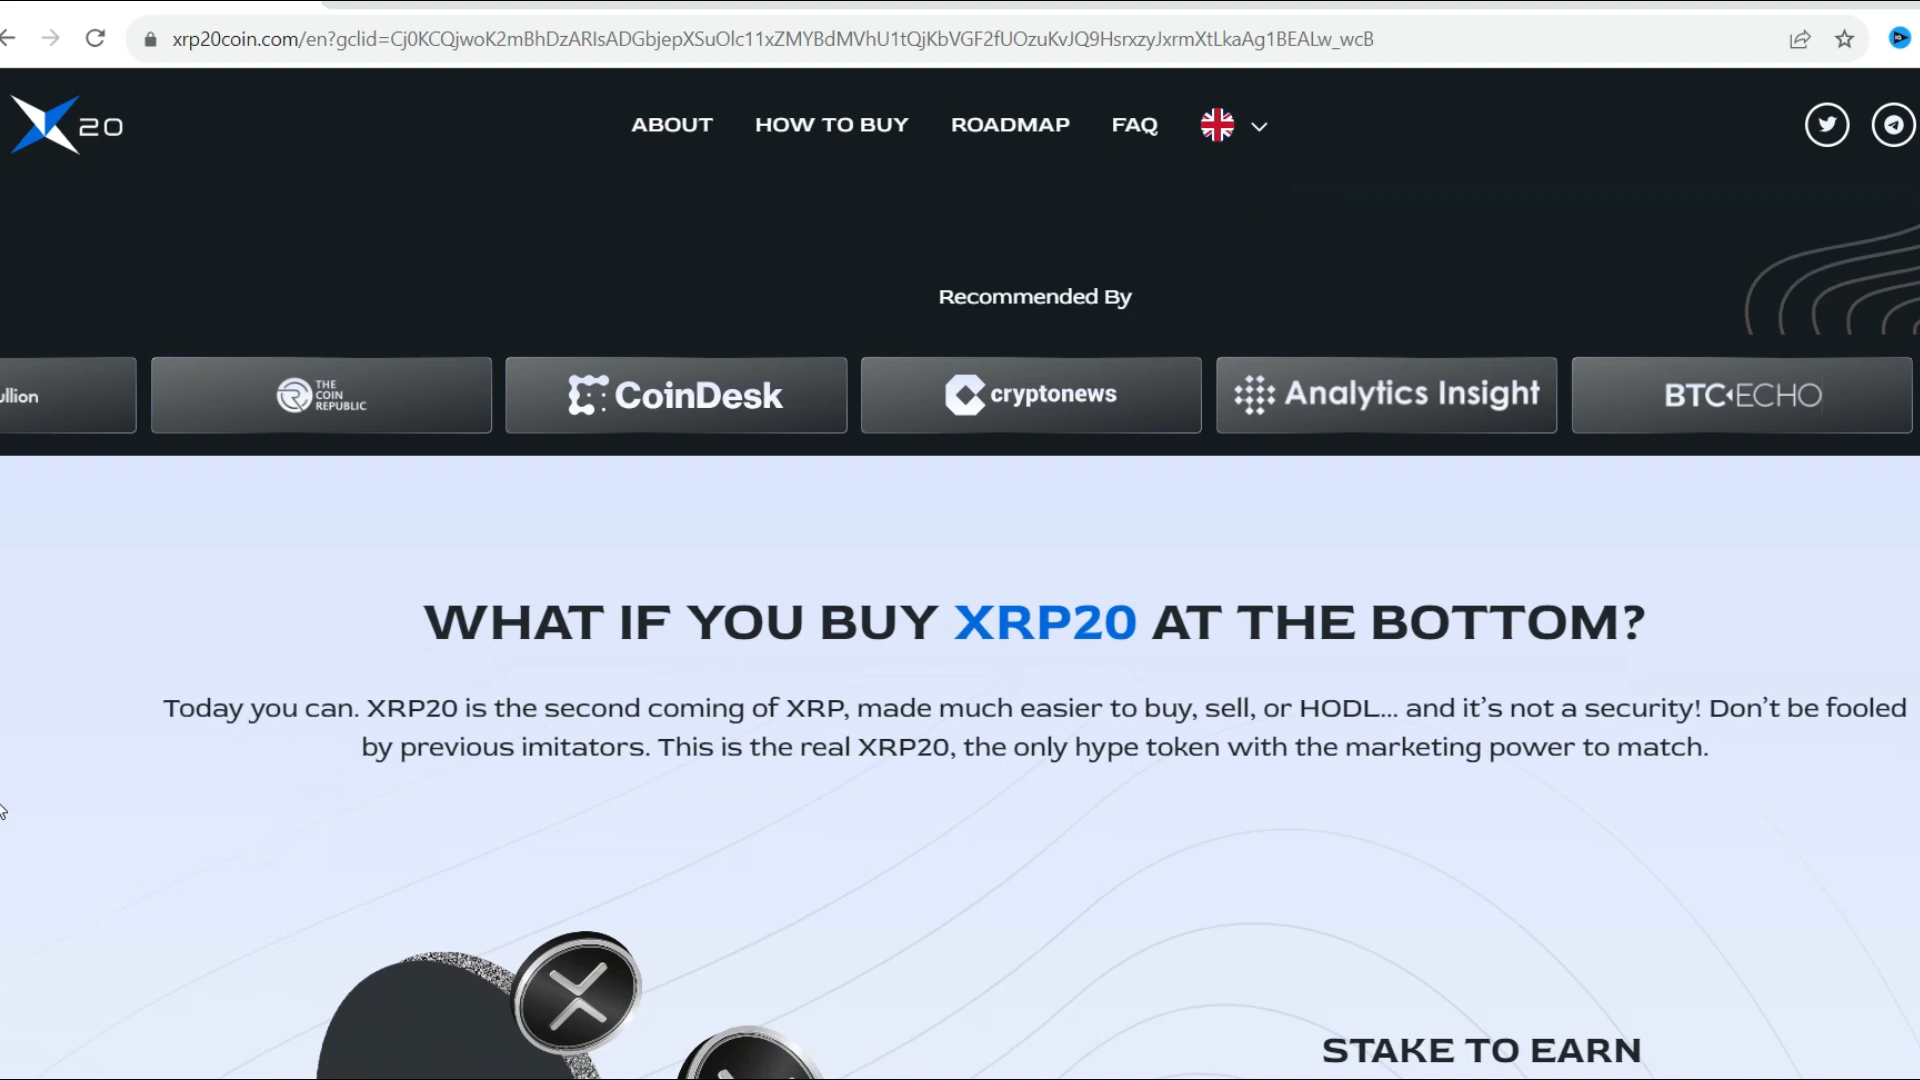 xrp20coin.com/en?gclid=Cj0KCQjwoK2mBhDzARIsADGbjepXSuOlc11xZMYBdMVhU1tQjKbVGF2fUOzuKvJQ9HsrxzyJxrmXtLkaAg1BEALw_wcB
20
ABOUT HOW TO BUY ROADMAP FAQ
Recommended By
ullion
THE
COIN
REPUBLIC
CoinDesk
cryptonews
Analytics Insight
BTC ECHO
WHAT IF YOU BUY XRP20 AT THE BOTTOM?
Today you can. XRP20 is the second coming of XRP, made much easier to buy, sell, or HODL... and it's not a security! Don't be fooled
by previous imitators. This is the real XRP20, the only hype token with the marketing power to match.
STAKE TO EARN